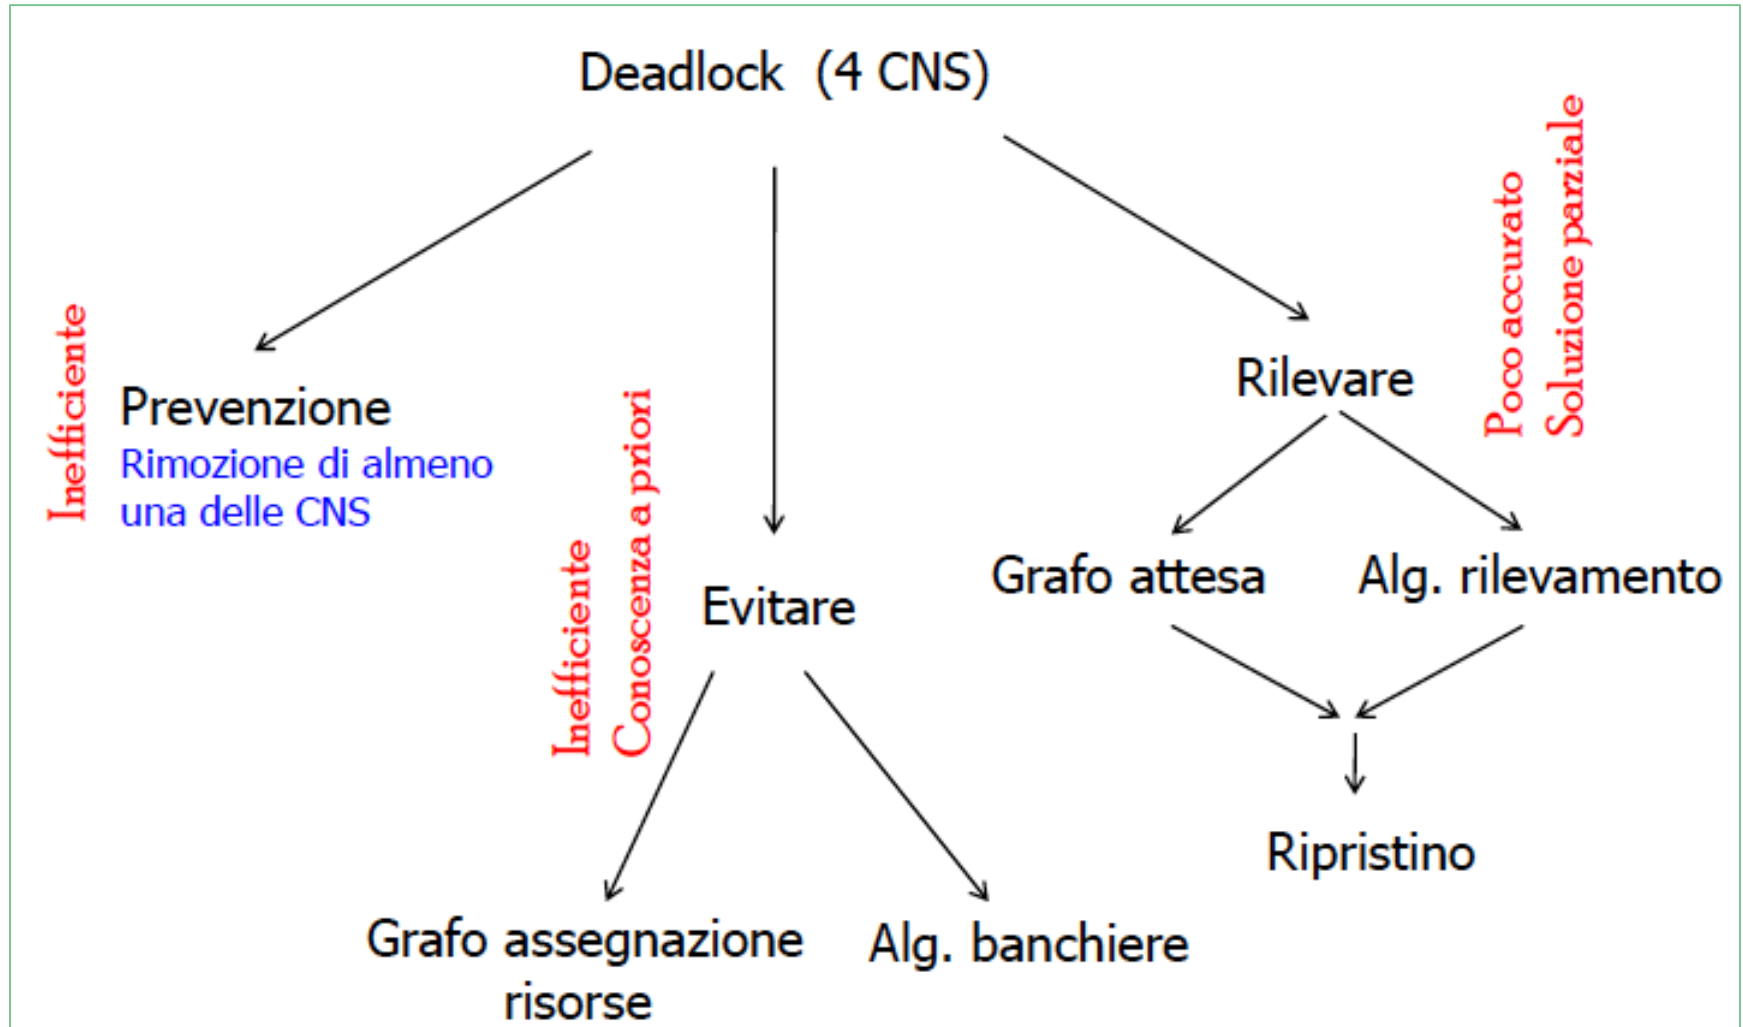 Deadlock (4 CNS)
Inefficiente
Prevenzione
Rimozione di almeno
una delle CNS
Inefficiente
Conoscenza a priori
Evitare
Grafo assegnazione
risorse
Alg. banchiere
Poco accurato
Soluzione parziale
Rilevare
Grafo attesa
Alg. rilevamento
Ripristino